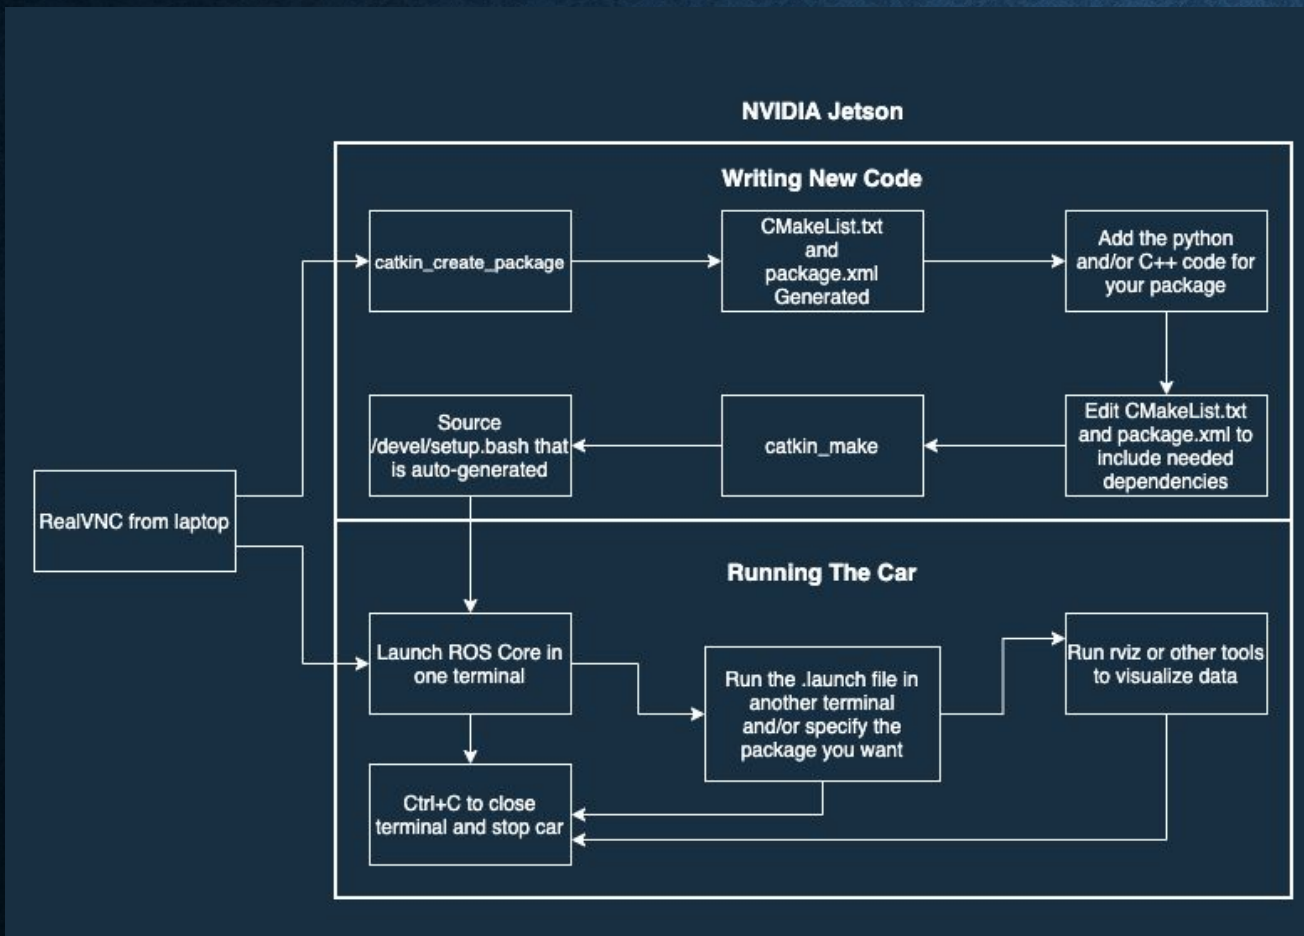 NVIDIA Jetson
Writing New Code
catkin_create_package
CMakeList.txt
and
package.xml
Generated
Add the python
and/or C++ code for
your package
Source
/devel/setup.bash that
is auto-generated
catkin_make
Edit CMakeList.txt
and package.xml to
include needed
dependencies
RealVNC from laptop
Running The Car
Launch ROS Core in
one terminal
Run the .launch file in
another terminal
and/or specify the
package you want
Run rviz or other tools
to visualize data
Ctrl+C to close
terminal and stop car